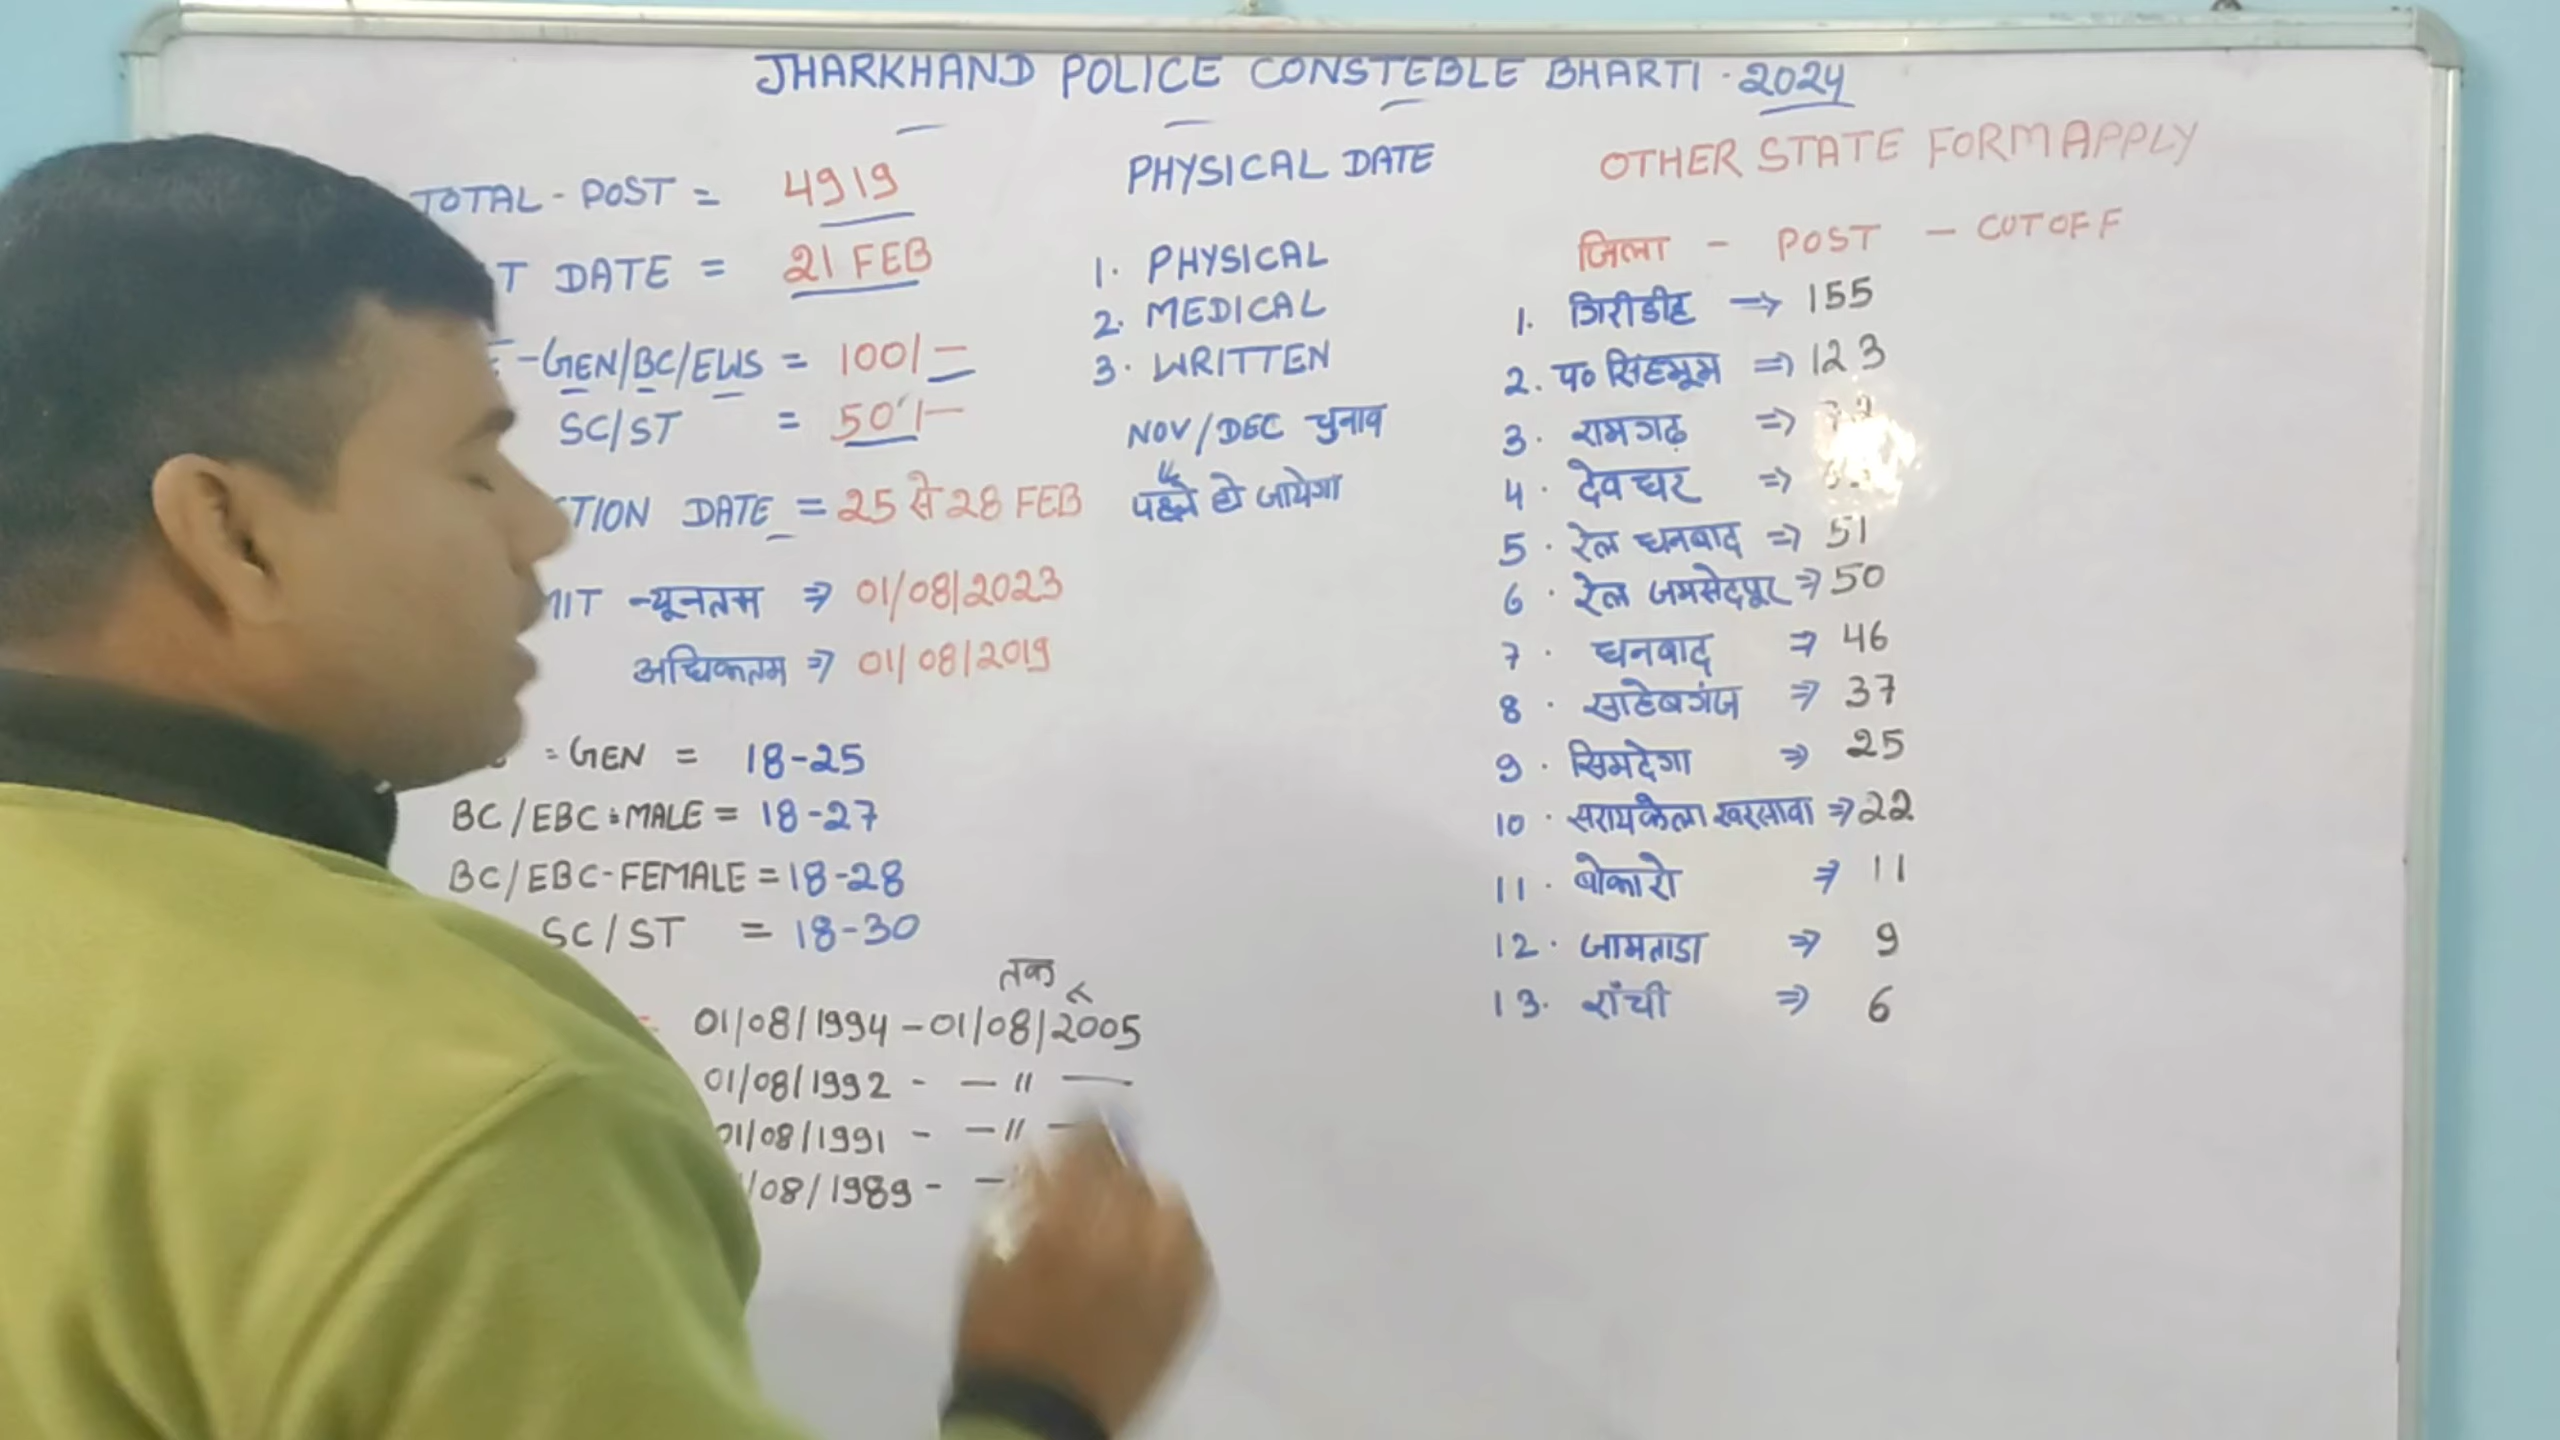 JHARKHAND POLICE CONSTEBLE BHARTI - 2024
TOTAL - POST = 4919
DATE = 21 FEB
GEN/BC/EWS = 100/-
SC/ST = 50/-
DATE = 25 से 28 FEB
न्यूनतम ⇒ 01/08/2023
अधिकतम ⇒ 01/08/2019
= GEN = 18-25
BC/EBC - MALE = 18-27
BC/EBC-FEMALE = 18-28
SC/ST = 18-30
तक
01/08/1994 - 01/08/2005
01/08/1992 - - " -
01/08/1991 - - " -
/08/1989 - -
PHYSICAL DATE
1. PHYSICAL
2. MEDICAL
3. WRITTEN
NOV/DEC चुनाव
पहले हो जायेगा
OTHER STATE FORM APPLY
जिला - POST - CUTOFF
1. गिरीडीह → 155
2. प० सिंहभूम ⇒ 123
3. रामगढ़ ⇒
4. देवघर ⇒
5. रेल धनबाद ⇒ 51
6. रेल जमसेदपूर ⇒ 50
7. धनबाद ⇒ 46
8. साहेबगंज ⇒ 37
9. सिमदेगा ⇒ 25
10. सरायकेला खरसावा ⇒ 22
11. बोकारो ⇒ 11
12. जामताडा ⇒ 9
13. राँची ⇒ 6